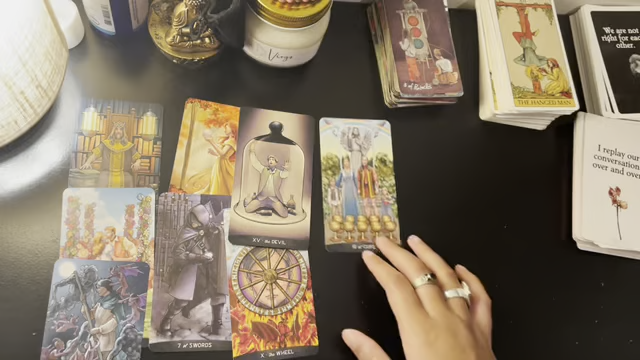 Virgo
THE HANGED MAN
We are not
right for each
other.
I replay our
conversation
over and over
XV • the DEVIL
7 of SWORDS
X • the WHEEL